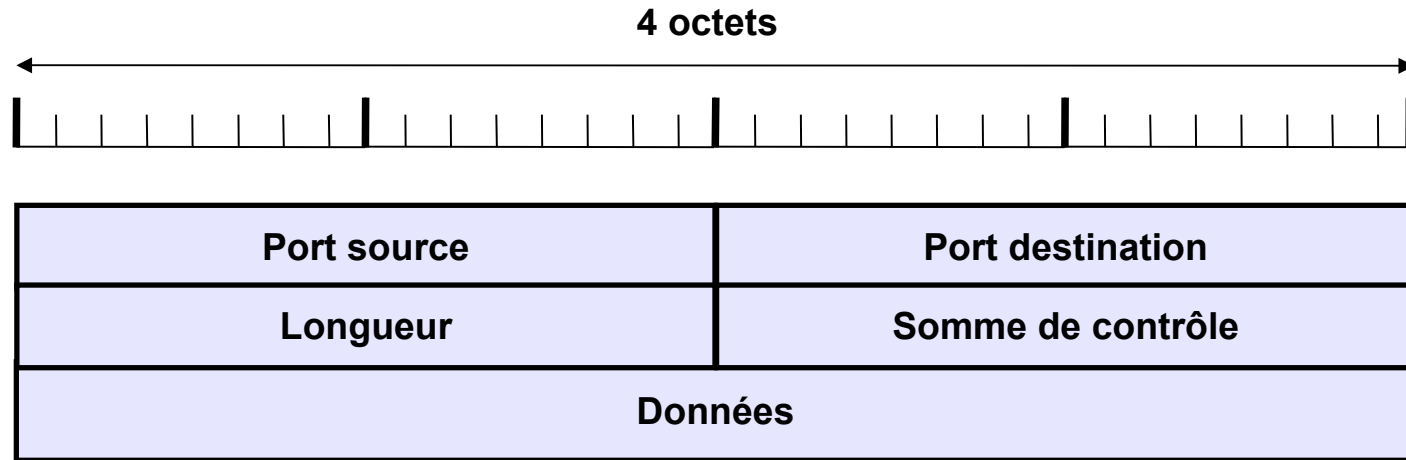 4 octets
Port source
Port destination
Longueur
Somme de contrôle
Données